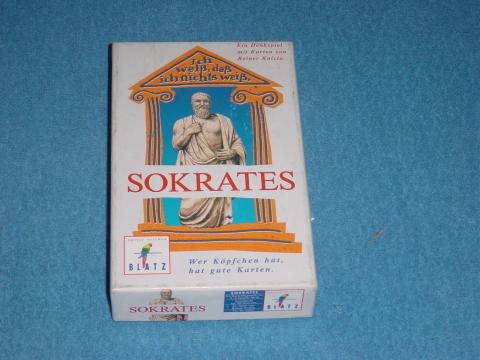 Ein Denkspiel
mit Karten von
Reiner Knizia
Ich
weiß, daß
ich nichts weiß.
SOKRATES
BLATZ
Wer Köpfchen hat,
hat gute Karten.
SOKRATES
SOKRATES
BLATZ